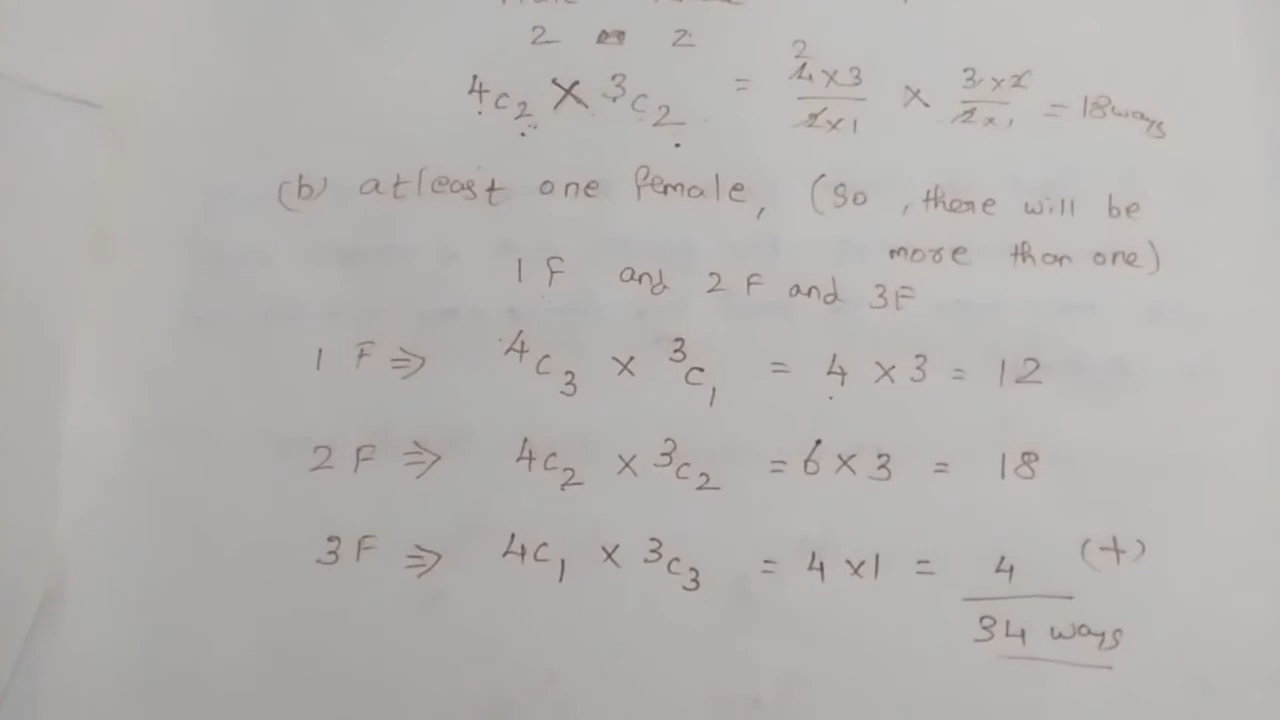 2 2
4c2 × 3c2 = 2 4×3 / 2×1 × 3×2 / 2×1 = 18 ways
(b) atleast one female, (So, there will be
more than one)
1 F and 2 F and 3F
1 F ⇒ 4c3 × 3c1 = 4 × 3 = 12
2 F ⇒ 4c2 × 3c2 = 6 × 3 = 18
3 F ⇒ 4c1 × 3c3 = 4 ×1 = 4 (+)
34 ways